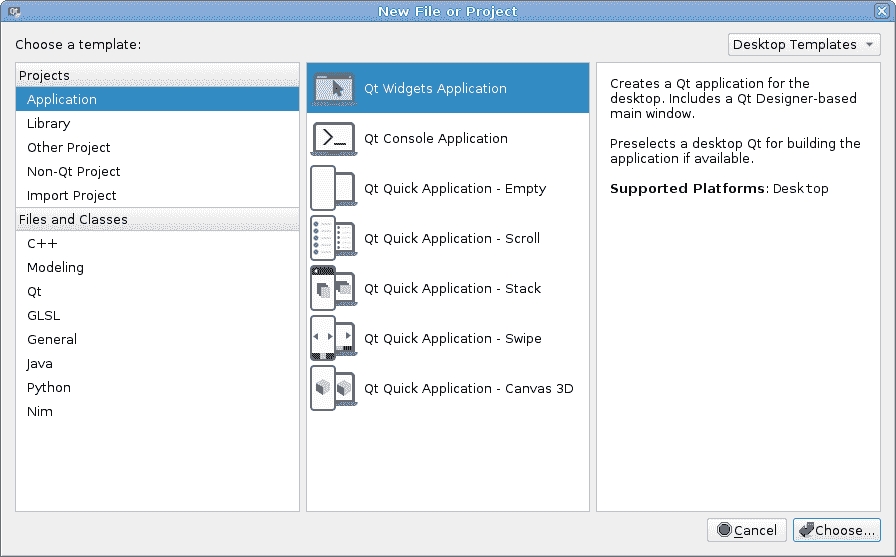 New File or Project
Choose a template:
Desktop Templates
Projects
Application
Library
Other Project
Non-Qt Project
Import Project
Files and Classes
C++
Modeling
Qt
GLSL
General
Java
Python
Nim
Qt Widgets Application
Qt Console Application
Qt Quick Application - Empty
Qt Quick Application - Scroll
Qt Quick Application - Stack
Qt Quick Application - Swipe
Qt Quick Application - Canvas 3D
Creates a Qt application for the
desktop. Includes a Qt Designer-based
main window.
Preselects a desktop Qt for building the
application if available.
Supported Platforms: Desktop
Cancel
Choose...